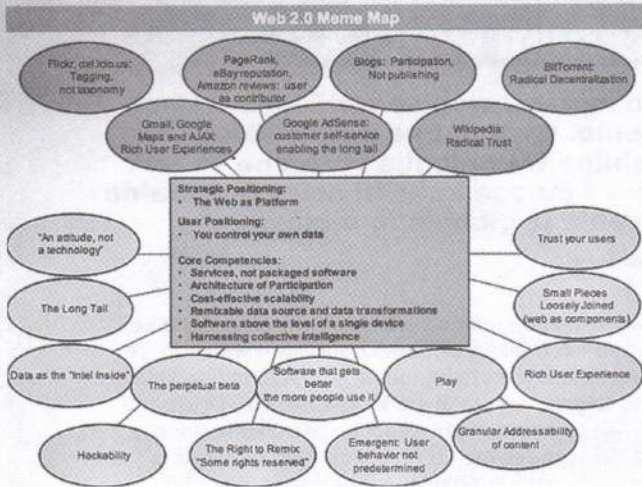 Web 2.0 Meme Map
Flickr, del.icio.us:
Tagging,
not taxonomy
PageRank,
eBay reputation,
Amazon reviews: user
as contributor
Blogs: Participation,
Not publishing
BitTorrent:
Radical Decentralization
Gmail, Google
Maps and AJAX:
Rich User Experiences
Google AdSense:
customer self-service
enabling the long tail
Wikipedia:
Radical Trust
Strategic Positioning:
• The Web as Platform
User Positioning:
• You control your own data
Core Competencies:
• Services, not packaged software
• Architecture of Participation
• Cost-effective scalability
• Remixable data source and data transformations
• Software above the level of a single device
• Harnessing collective intelligence
"An attitude, not
a technology"
Trust your users
The Long Tail
Small Pieces
Loosely Joined
(web as components)
Data as the "Intel Inside"
The perpetual beta
Software that gets
better
the more people use it
Play
Rich User Experience
Hackability
The Right to Remix
"Some rights reserved"
Emergent: User
behavior not
predetermined
Granular Addressability
of content